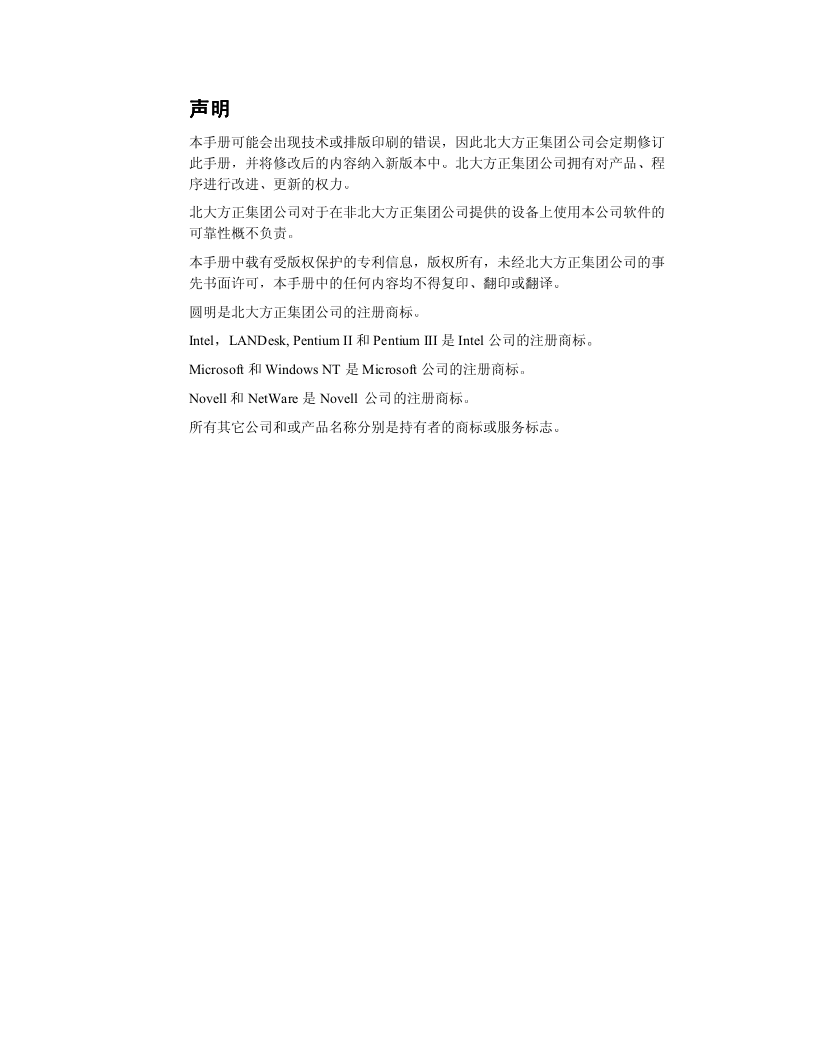 声明
本手册可能会出现技术或排版印刷的错误，因此北大方正集团公司会定期修订
此手册，并将修改后的内容纳入新版本中。北大方正集团公司拥有对产品、程
序进行改进、更新的权力。
北大方正集团公司对于在非北大方正集团公司提供的设备上使用本公司软件的
可靠性概不负责。
本手册中载有受版权保护的专利信息，版权所有，未经北大方正集团公司的事
先书面许可，本手册中的任何内容均不得复印、翻印或翻译。
圆明是北大方正集团公司的注册商标。
Intel，LANDesk, Pentium II 和 Pentium III 是 Intel 公司的注册商标。
Microsoft 和 Windows NT 是 Microsoft 公司的注册商标。
Novell 和 NetWare 是 Novell 公司的注册商标。
所有其它公司和或产品名称分别是持有者的商标或服务标志。